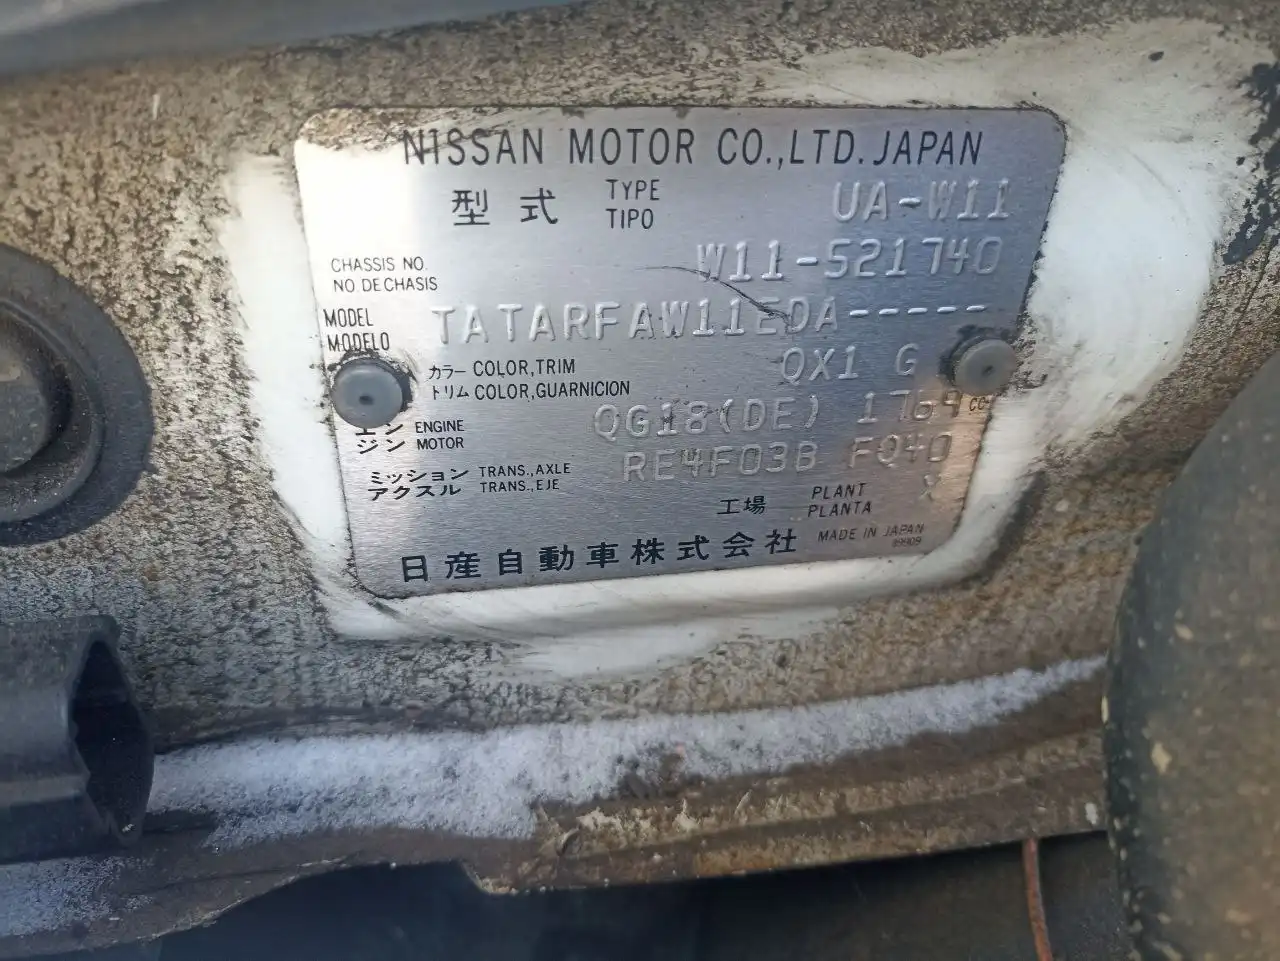 NISSAN MOTOR CO.,LTD. JAPAN
型式 TYPE TIPO UA-W11
CHASSIS NO. NO DE CHASIS W11-521740
MODEL MODELO TATARFAW11EDA-----
カラー COLOR,TRIM QX1 G
トリム COLOR,GUARNICION
エンジン ENGINE MOTOR QG18(DE) 1769 CC
ミッション TRANS.,AXLE RE4F03B FQ40
アクスル TRANS.,EJE
工場 PLANT PLANTA X
日産自動車株式会社 MADE IN JAPAN